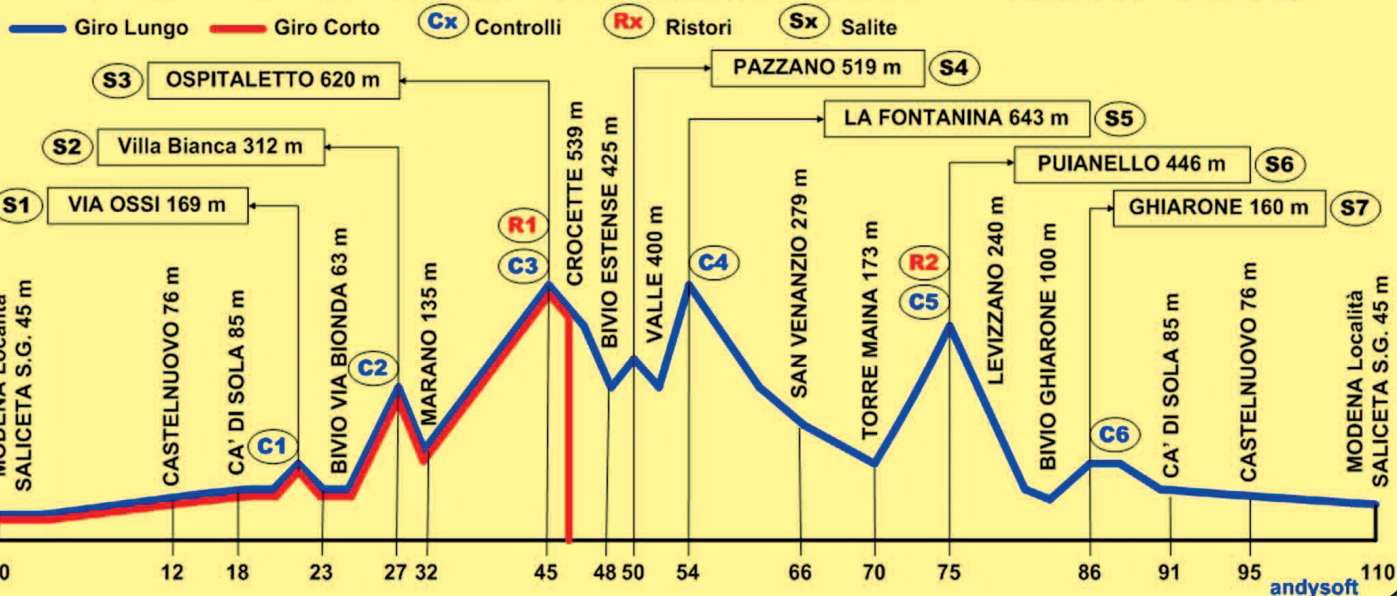 Giro Lungo
Giro Corto
Cx Controlli
Rx Ristori
Sx Salite
S3 OSPITALETTO 620 m
PAZZANO 519 m S4
S2 Villa Bianca 312 m
LA FONTANINA 643 m S5
S1 VIA OSSI 169 m
PUIANELLO 446 m S6
GHIARONE 160 m S7
MODENA Località
SALICETA S.G. 45 m
CASTELNUOVO 76 m
CA' DI SOLA 85 m
C1
BIVIO VIA BIONDA 63 m
C2
MARANO 135 m
R1
C3
CROCETTE 539 m
BIVIO ESTENSE 425 m
VALLE 400 m
C4
SAN VENANZIO 279 m
TORRE MAINA 173 m
R2
C5
LEVIZZANO 240 m
BIVIO GHIARONE 100 m
C6
CA' DI SOLA 85 m
CASTELNUOVO 76 m
MODENA Località
SALICETA S.G. 45 m
0 12 18 23 27 32 45 48 50 54 66 70 75 86 91 95 110
andysoft